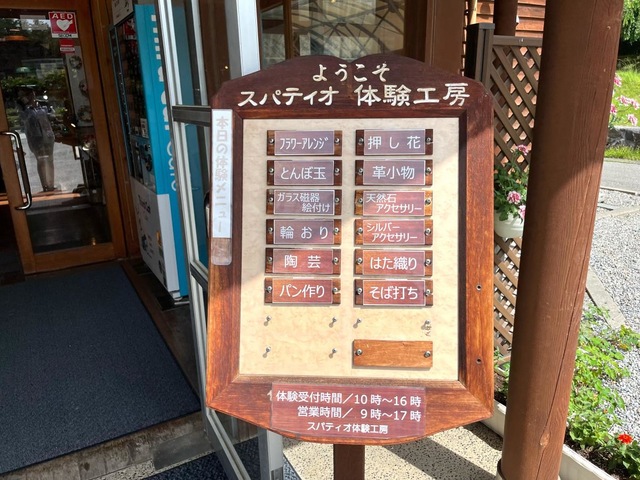 AED
ようこそ
スパティオ 体験工房
本日の体験メニュー
フラワーアレンジ
押し花
とんぼ玉
革小物
ガラス磁器
絵付け
天然石
アクセサリー
輪おり
シルバー
アクセサリー
陶芸
はた織り
パン作り
そば打ち
体験受付時間／10時〜16時
営業時間／ 9時〜17時
スパティオ体験工房